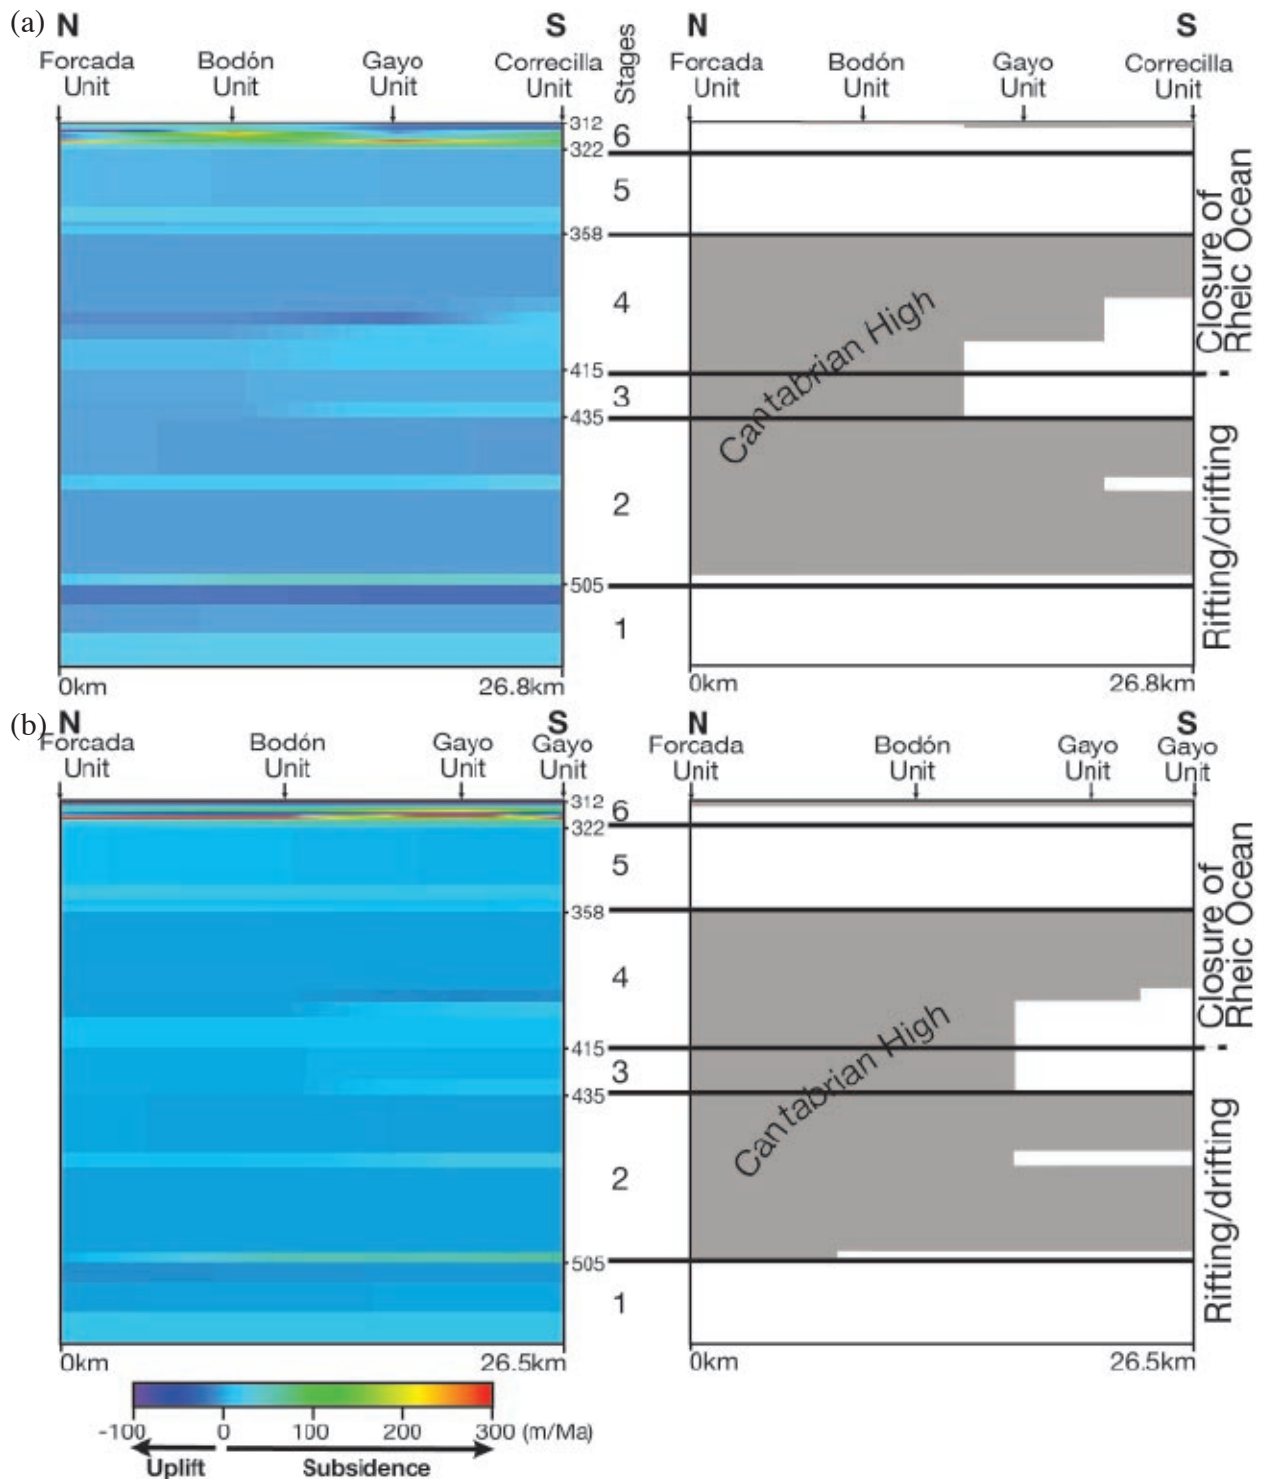 (a) N S N S
Forcada Unit
Bodón Unit
Gayo Unit
Correcilla Unit
Stages
Forcada Unit
Bodón Unit
Gayo Unit
Correcilla Unit
312
6
322
5
358
4
415
3
435
2
505
1
Cantabrian High
Closure of
Rheic Ocean
Rifting/drifting
0km 26.8km
0km 26.8km
(b) N S N S
Forcada Unit
Bodón Unit
Gayo Unit
Gayo Unit
Forcada Unit
Bodón Unit
Gayo Unit
Gayo Unit
312
6
322
5
358
4
415
3
435
2
505
1
Cantabrian High
Closure of
Rheic Ocean
Rifting/drifting
0km 26.5km
0km 26.5km
-100 0 100 200 300 (m/Ma)
Uplift Subsidence